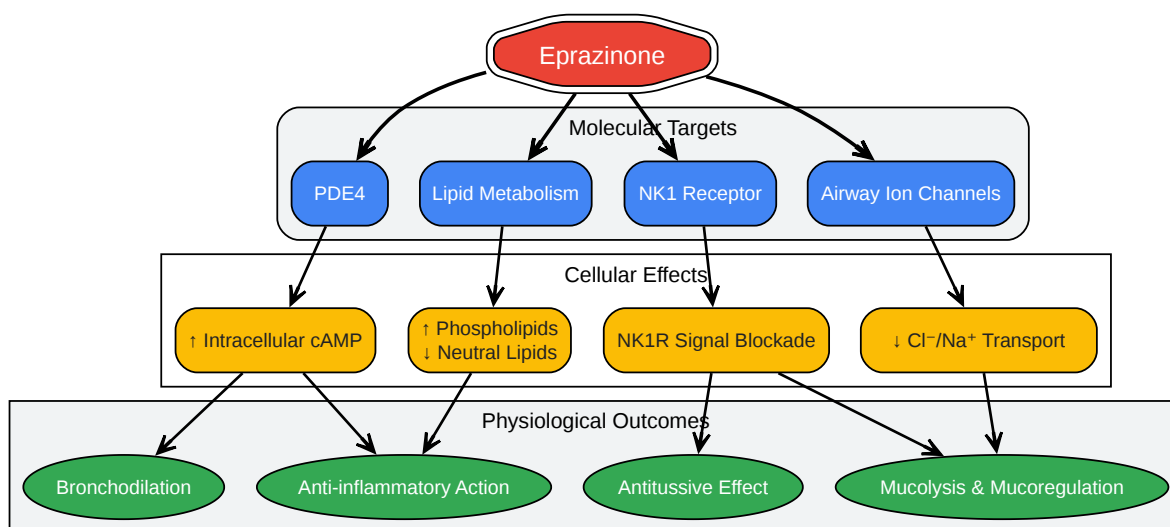 Eprazinone
Molecular Targets
PDE4
Lipid Metabolism
NK1 Receptor
Airway Ion Channels
Cellular Effects
↑ Intracellular cAMP
↑ Phospholipids
↓ Neutral Lipids
NK1R Signal Blockade
↓ Cl⁻/Na⁺ Transport
Physiological Outcomes
Bronchodilation
Anti-inflammatory Action
Antitussive Effect
Mucolysis & Mucoregulation